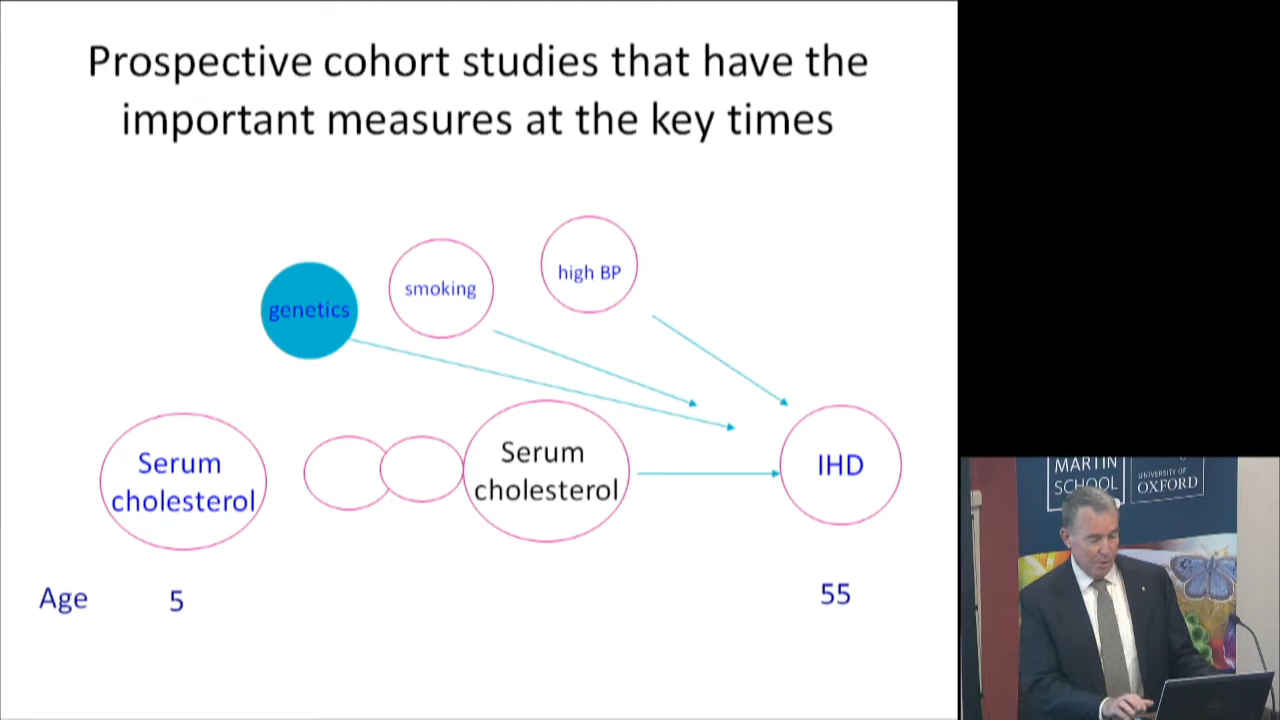 Prospective cohort studies that have the
important measures at the key times
genetics
smoking
high BP
Serum
cholesterol
Serum
cholesterol
IHD
Age
5
55
MARTIN
SCHOOL
UNIVERSITY OF
OXFORD